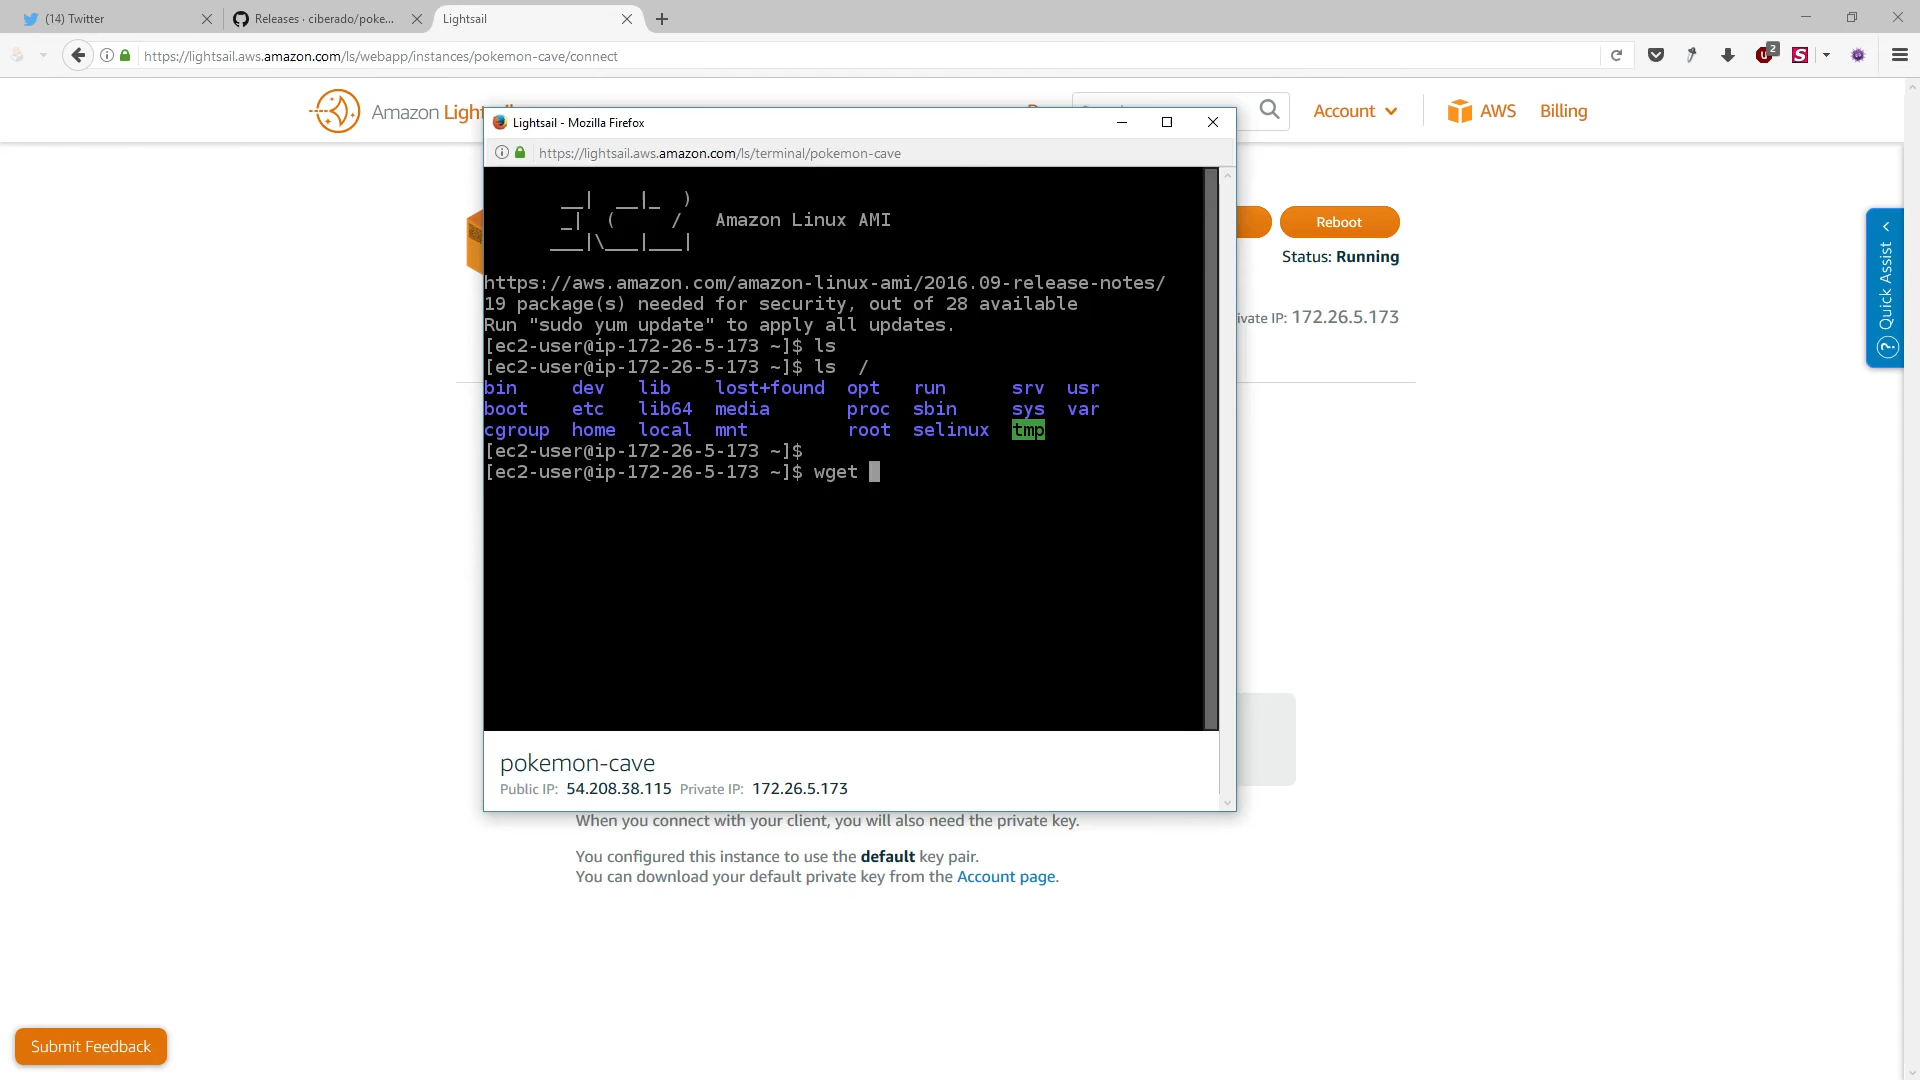 (14) Twitter
Releases · ciberado/poke...
Lightsail
https://lightsail.aws.amazon.com/ls/webapp/instances/pokemon-cave/connect
2
S
Amazon Lightsail
Account
AWS
Billing
Lightsail - Mozilla Firefox
https://lightsail.aws.amazon.com/ls/terminal/pokemon-cave
__|  __|_  )
_|  (     /   Amazon Linux AMI
___|\___|___|
https://aws.amazon.com/amazon-linux-ami/2016.09-release-notes/
19 package(s) needed for security, out of 28 available
Run "sudo yum update" to apply all updates.
[ec2-user@ip-172-26-5-173 ~]$ ls
[ec2-user@ip-172-26-5-173 ~]$ ls  /
bin dev lib lost+found opt run srv usr
boot etc lib64 media proc sbin sys var
cgroup home local mnt root selinux tmp
[ec2-user@ip-172-26-5-173 ~]$
[ec2-user@ip-172-26-5-173 ~]$ wget
pokemon-cave
Public IP: 54.208.38.115 Private IP: 172.26.5.173
Reboot
Status: Running
ivate IP: 172.26.5.173
Quick Assist
?
When you connect with your client, you will also need the private key.
You configured this instance to use the default key pair.
You can download your default private key from the Account page.
Submit Feedback